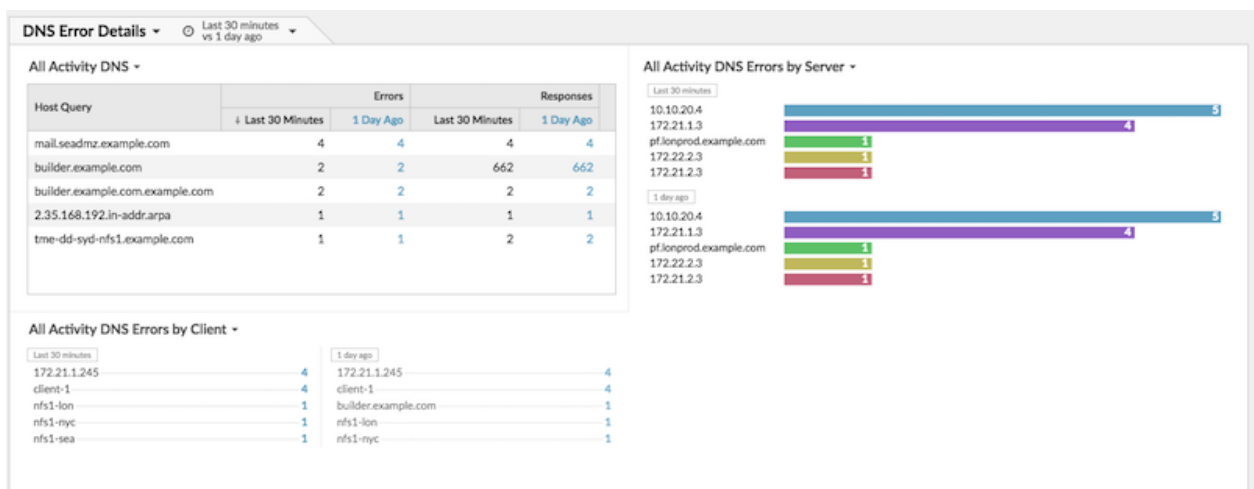 DNS Error Details
Last 30 minutes
vs 1 day ago
All Activity DNS
Host Query Errors Responses
↓ Last 30 Minutes 1 Day Ago Last 30 Minutes 1 Day Ago
mail.seadmz.example.com 4 4 4 4
builder.example.com 2 2 662 662
builder.example.com.example.com 2 2 2 2
2.35.168.192.in-addr.arpa 1 1 1 1
tme-dd-syd-nfs1.example.com 1 1 2 2
All Activity DNS Errors by Server
Last 30 minutes
10.10.20.4 5
172.21.1.3 4
pf.lonprod.example.com 1
172.22.2.3 1
172.21.2.3 1
1 day ago
10.10.20.4 5
172.21.1.3 4
pf.lonprod.example.com 1
172.22.2.3 1
172.21.2.3 1
All Activity DNS Errors by Client
Last 30 minutes
172.21.1.245 4
client-1 4
nfs1-lon 1
nfs1-nyc 1
nfs1-sea 1
1 day ago
172.21.1.245 4
client-1 4
builder.example.com 1
nfs1-lon 1
nfs1-nyc 1